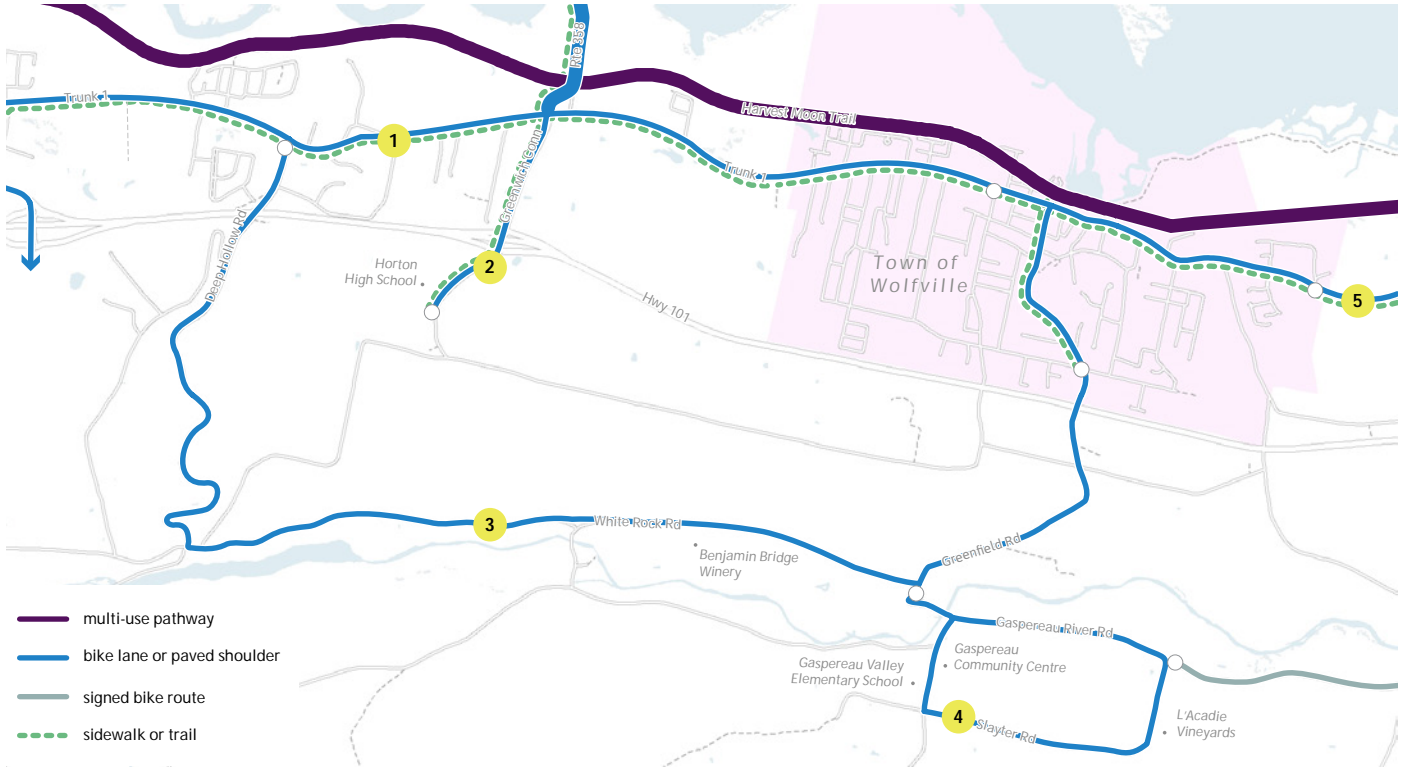 Rte 358
Trunk 1
Harvest Moon Trail
1
Greenwich Conn
Trunk 1
Deep Hollow Rd
Horton
High School
2
Hwy 101
Town of
Wolfville
5
3
White Rock Rd
Benjamin Bridge
Winery
Greenfield Rd
Gaspereau River Rd
Gaspereau
Community Centre
Gaspereau Valley
Elementary School
4
Slayter Rd
L'Acadie
Vineyards
multi-use pathway
bike lane or paved shoulder
signed bike route
sidewalk or trail